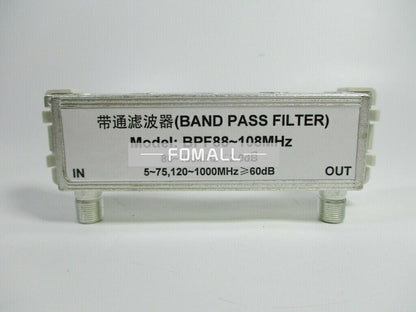 带通滤波器(BAND PASS FILTER)
Model: BPF88~108MHz
FOMALL
IN
OUT
5~75,120~1000MHz≥60dB